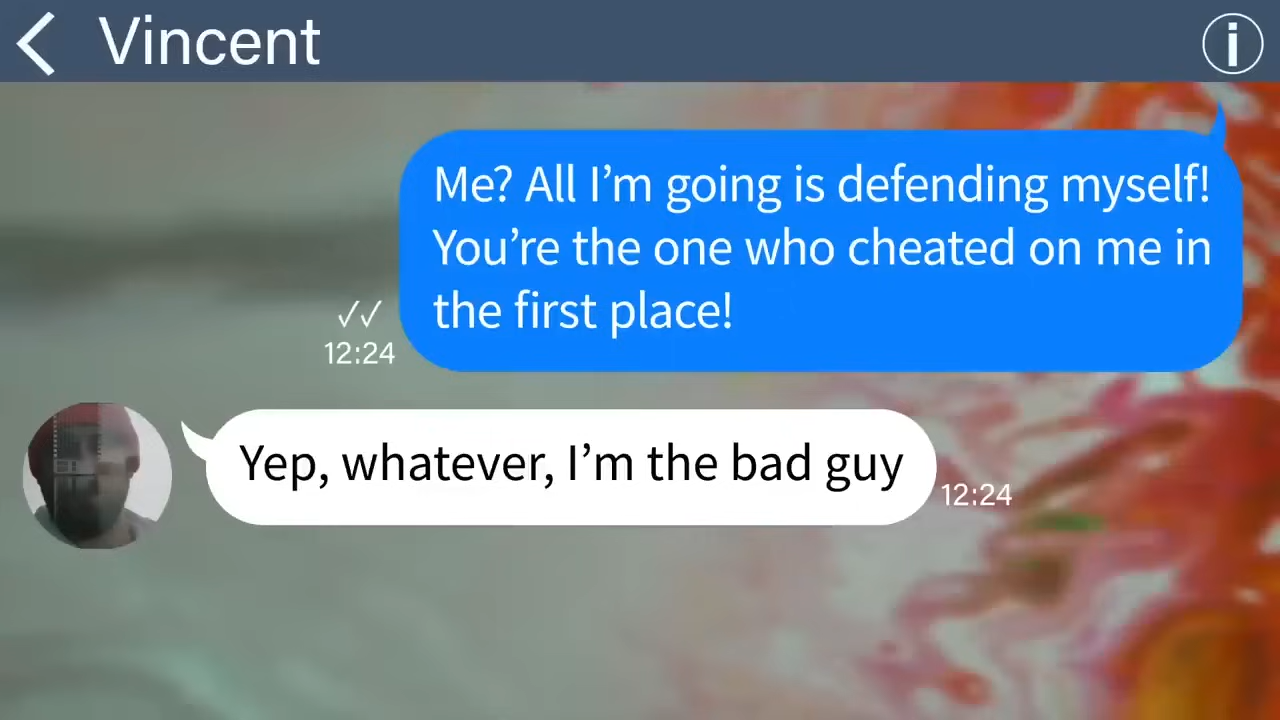 Vincent
Me? All I’m going is defending myself!
You’re the one who cheated on me in
the first place!
12:24
Yep, whatever, I’m the bad guy
12:24